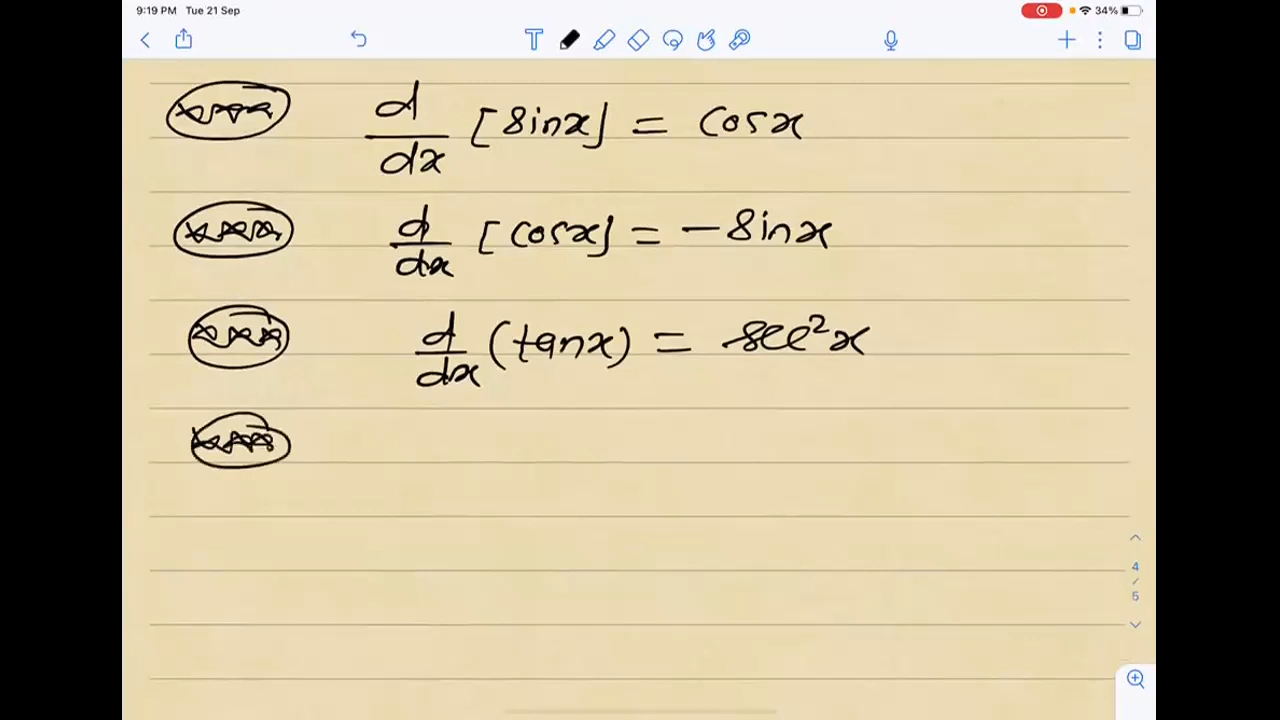 9:19 PM Tue 21 Sep 34%
d/dx [sinx] = cosx
d/dx [cosx] = -sinx
d/dx (tanx) = sec²x
4
/
5